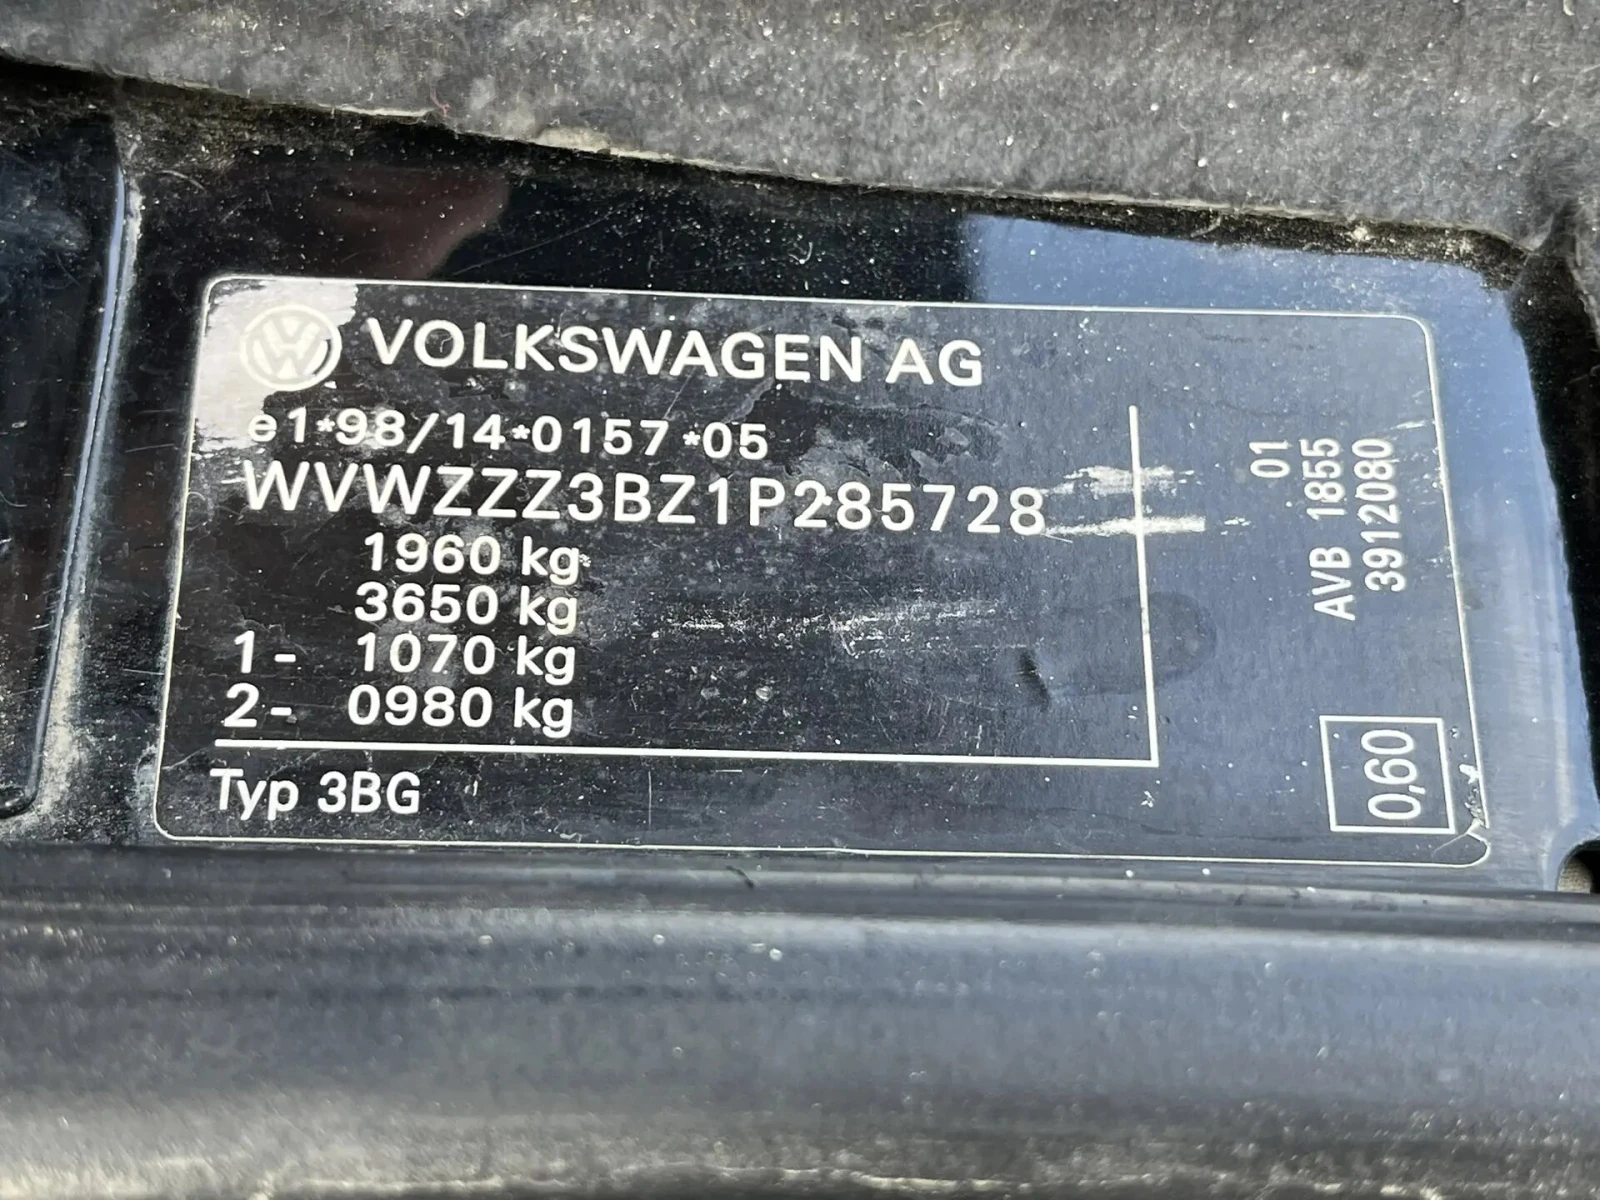 VOLKSWAGEN AG
e1*98/14*0157*05
WVWZZZ3BZ1P285728
1960 kg
3650 kg
1- 1070 kg
2- 0980 kg
Typ 3BG
01
AVB 1855
3912080
0,60